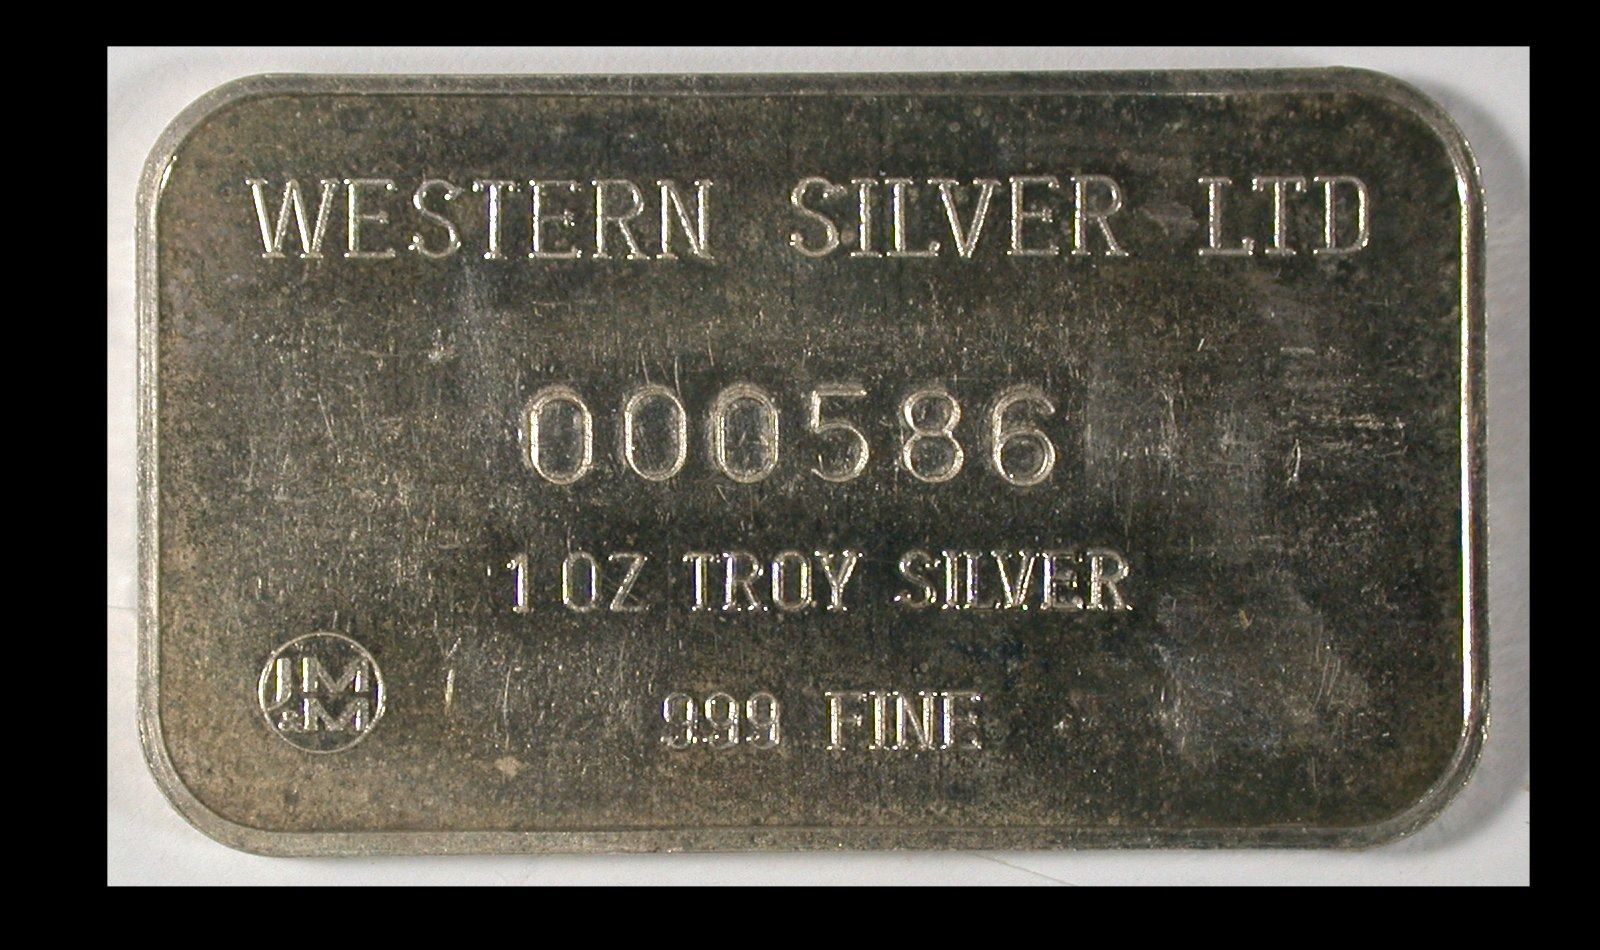 WESTERN SILVER LTD
000586
1 OZ TROY SILVER
JM
&M
999 FINE